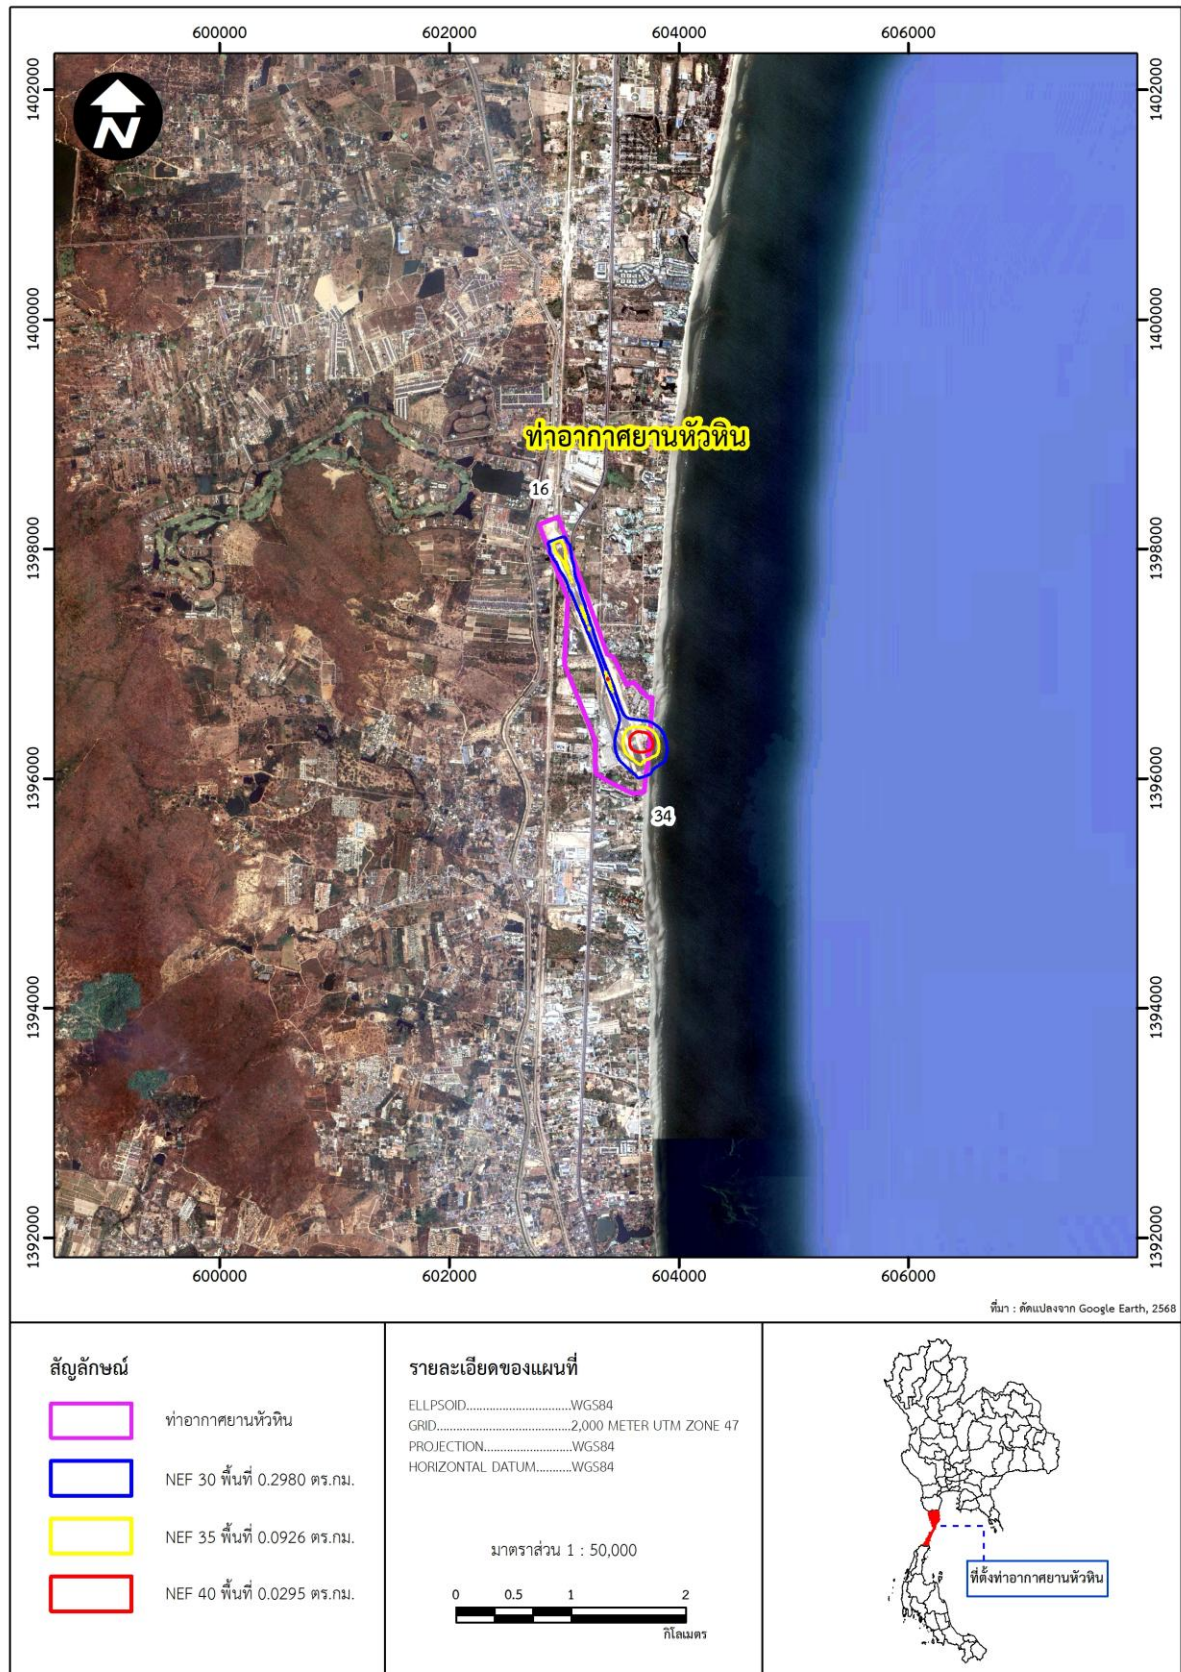 600000 602000 604000 606000
1402000 1402000
N
1400000 1400000
ท่าอากาศยานหัวหิน
16
1398000 1398000
1396000 1396000
34
1394000 1394000
1392000 1392000
600000 602000 604000 606000
ที่มา : ดัดแปลงจาก Google Earth, 2568
สัญลักษณ์
ท่าอากาศยานหัวหิน
NEF 30 พื้นที่ 0.2980 ตร.กม.
NEF 35 พื้นที่ 0.0926 ตร.กม.
NEF 40 พื้นที่ 0.0295 ตร.กม.
รายละเอียดของแผนที่
ELLPSOID..............................WGS84
GRID.......................................2,000 METER UTM ZONE 47
PROJECTION.........................WGS84
HORIZONTAL DATUM..........WGS84
มาตราส่วน 1 : 50,000
0 0.5 1 2
กิโลเมตร
ที่ตั้งท่าอากาศยานหัวหิน